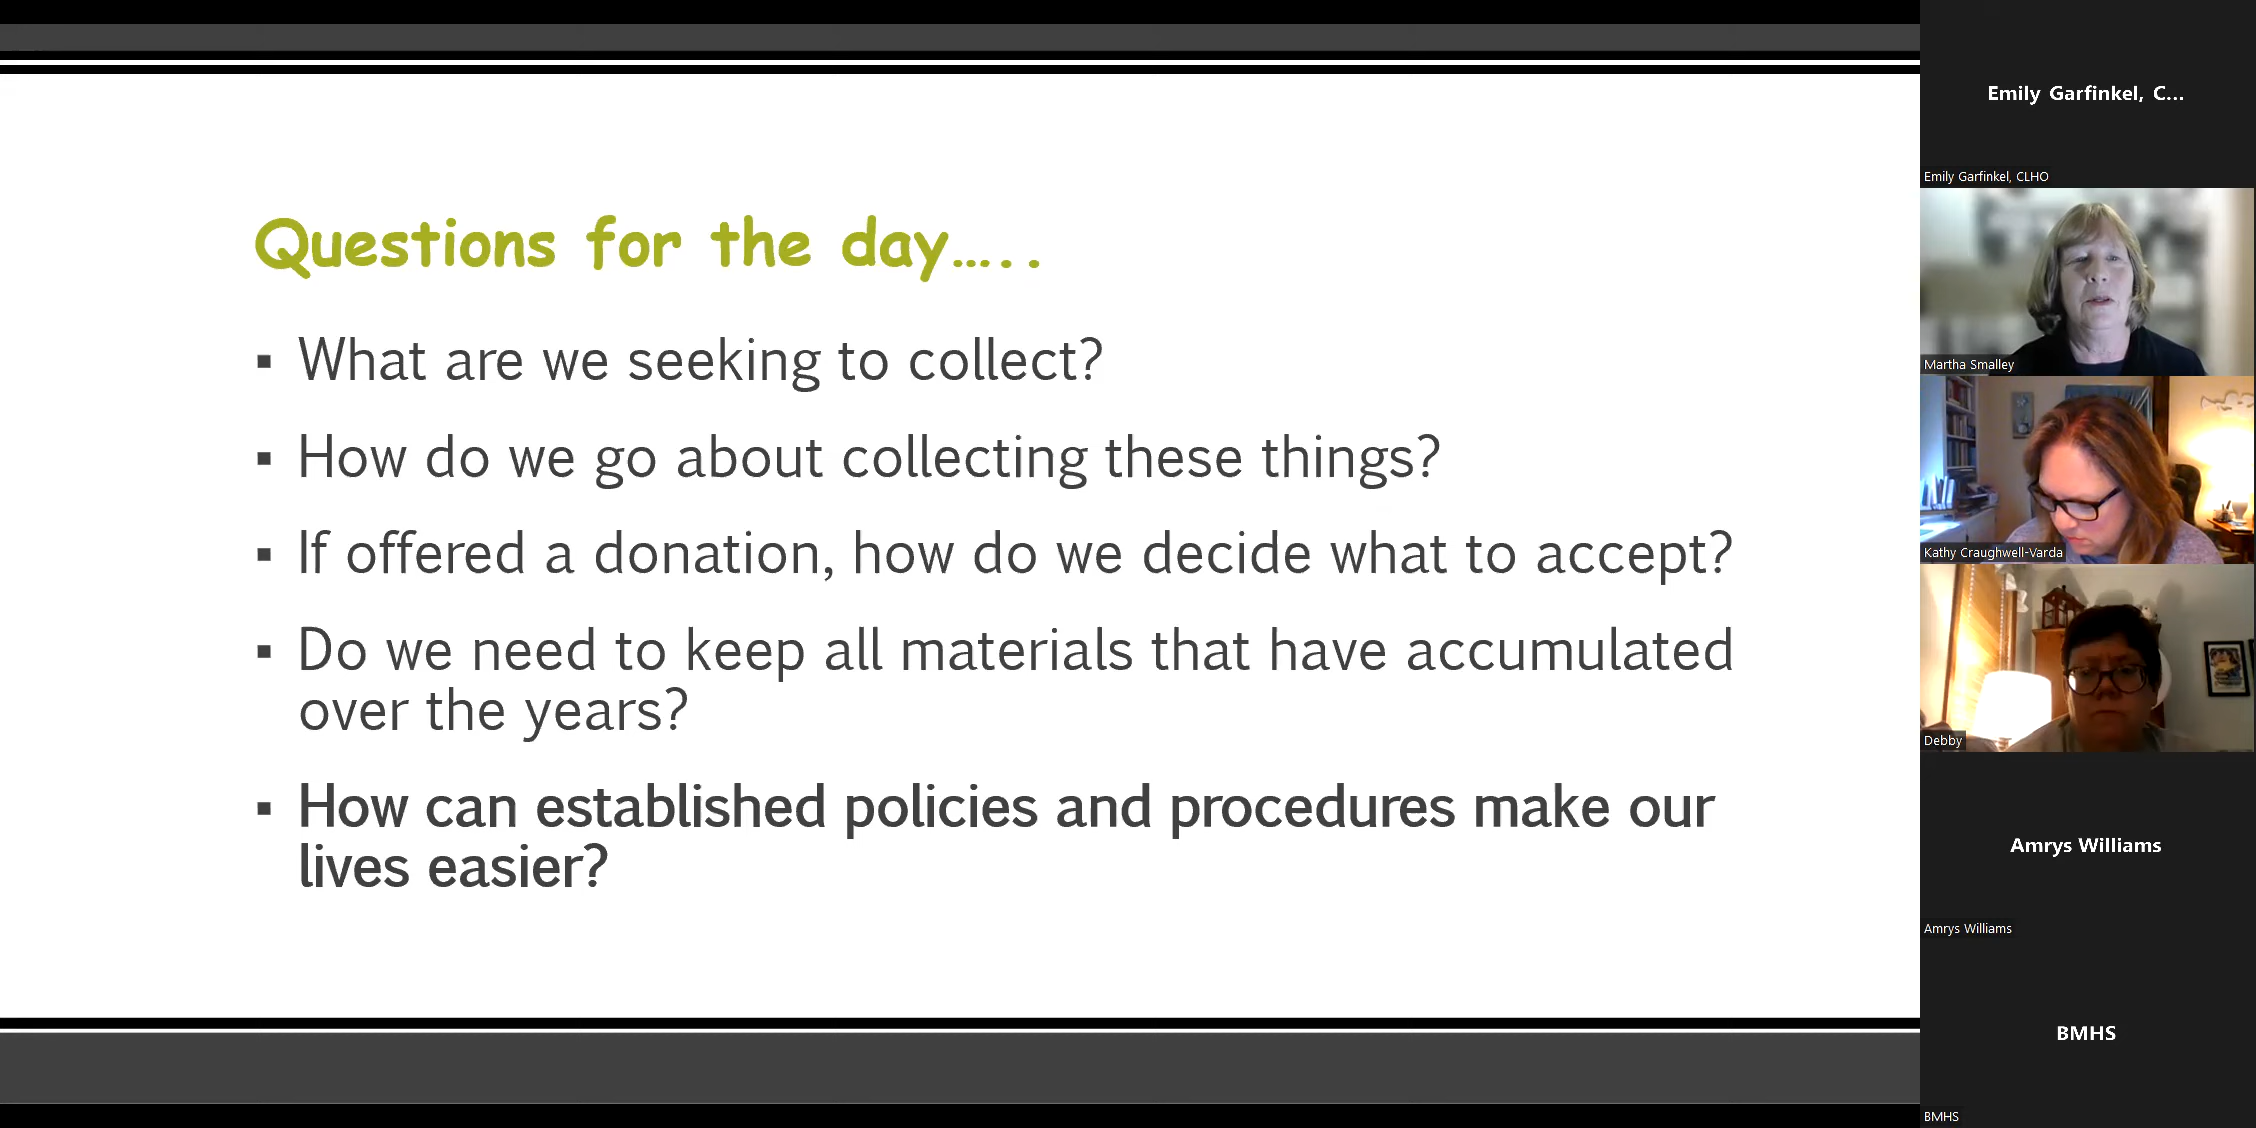 Questions for the day.....
▪ What are we seeking to collect?
▪ How do we go about collecting these things?
▪ If offered a donation, how do we decide what to accept?
▪ Do we need to keep all materials that have accumulated
over the years?
▪ How can established policies and procedures make our
lives easier?
Emily Garfinkel, C...
Emily Garfinkel, CLHO
Martha Smalley
Kathy Craughwell-Varda
Debby
Amrys Williams
Amrys Williams
BMHS
BMHS